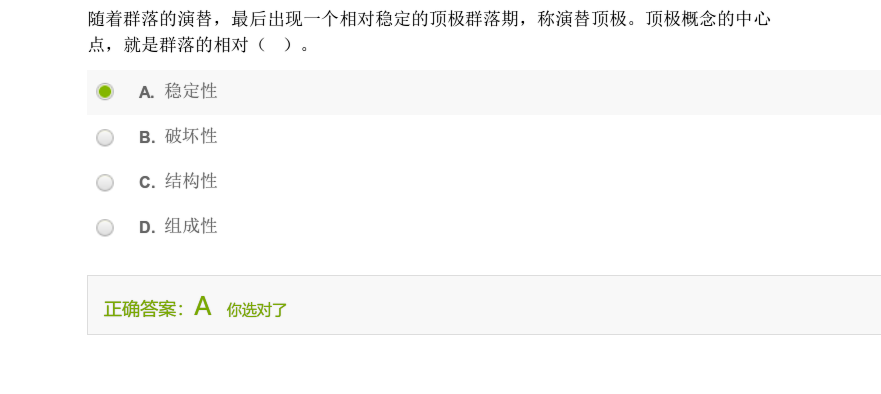 随着群落的演替，最后出现一个相对稳定的顶极群落期，称演替顶极。顶极概念的中心
点，就是群落的相对（　）。
A. 稳定性
B. 破坏性
C. 结构性
D. 组成性
正确答案：A 你选对了